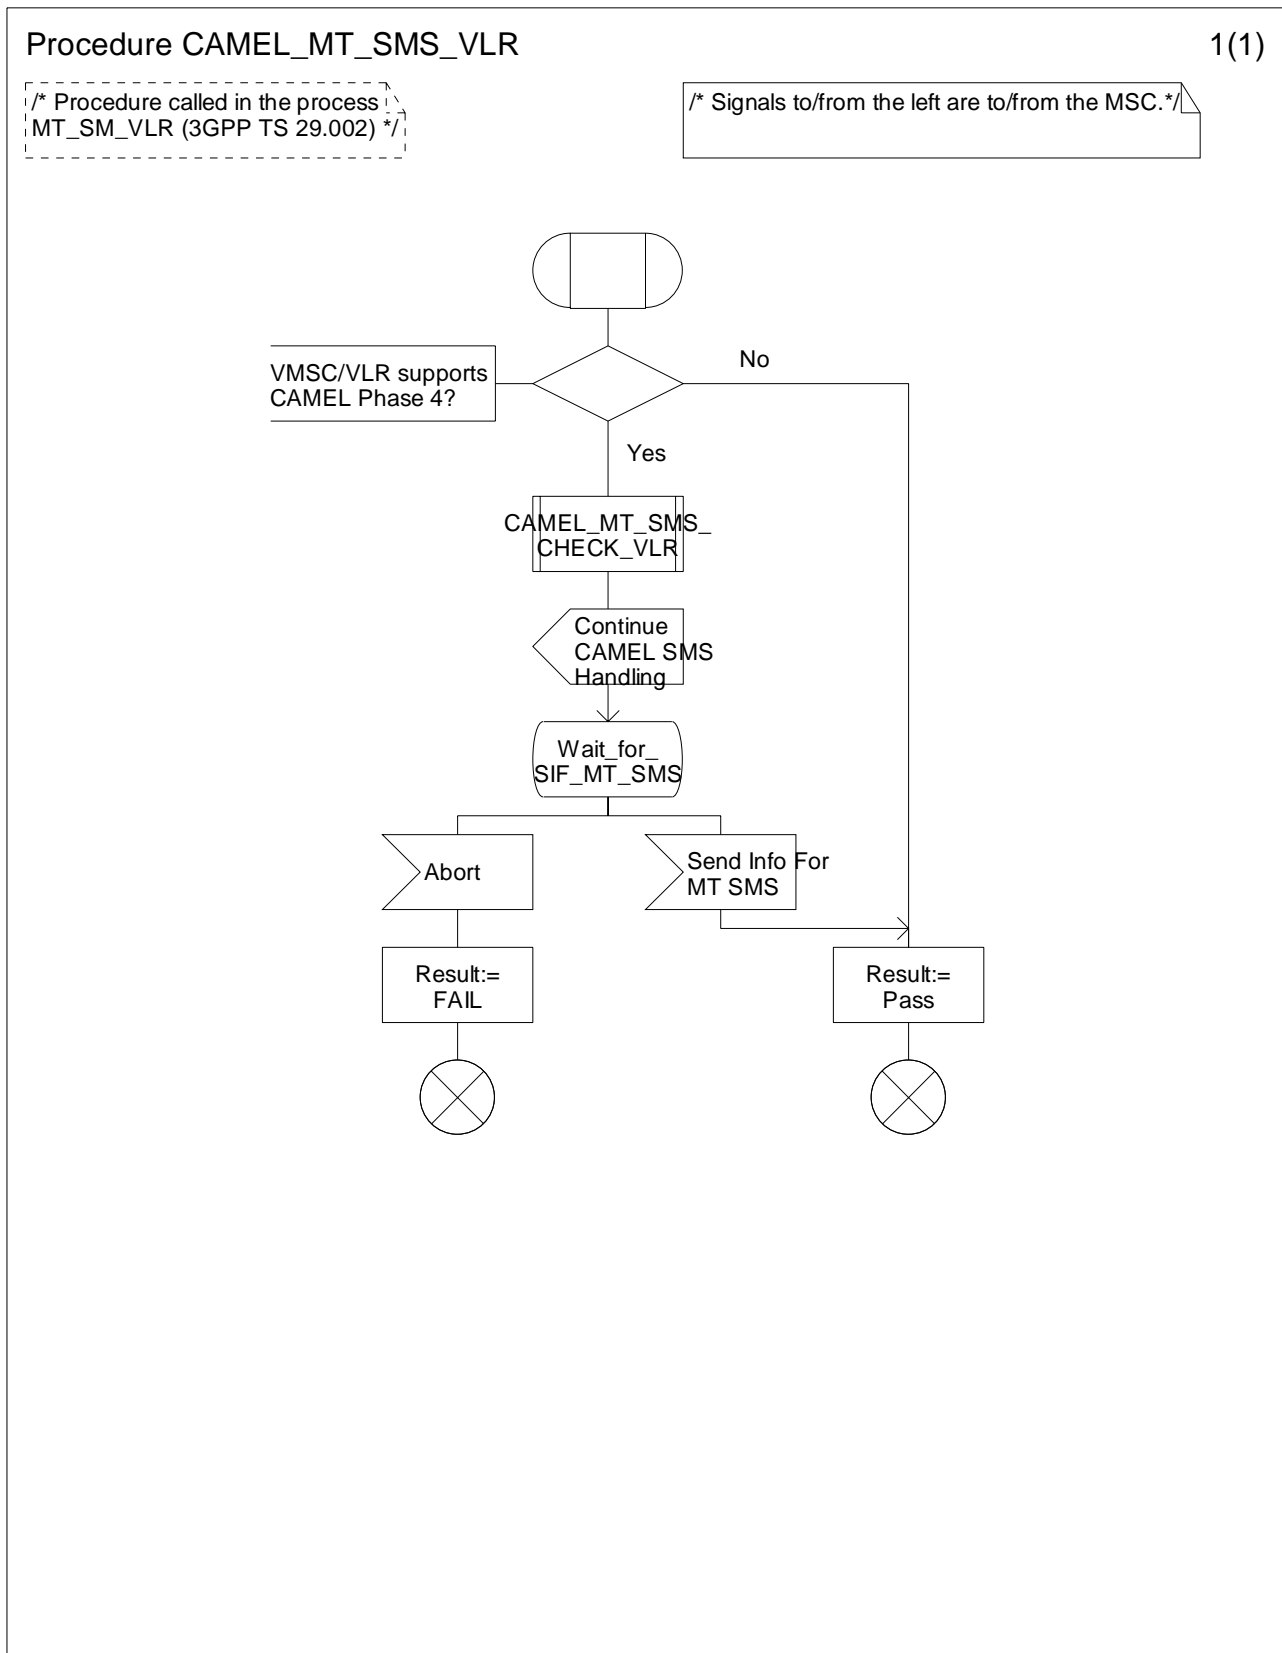 Procedure CAMEL_MT_SMS_VLR
1(1)
/* Procedure called in the process
MT_SM_VLR (3GPP TS 29.002) */
/* Signals to/from the left are to/from the MSC.*/
VMSC/VLR supports
CAMEL Phase 4?
No
Yes
CAMEL_MT_SMS_
CHECK_VLR
Continue
CAMEL SMS
Handling
Wait_for_
SIF_MT_SMS
Abort
Send Info For
MT SMS
Result:=
FAIL
Result:=
Pass